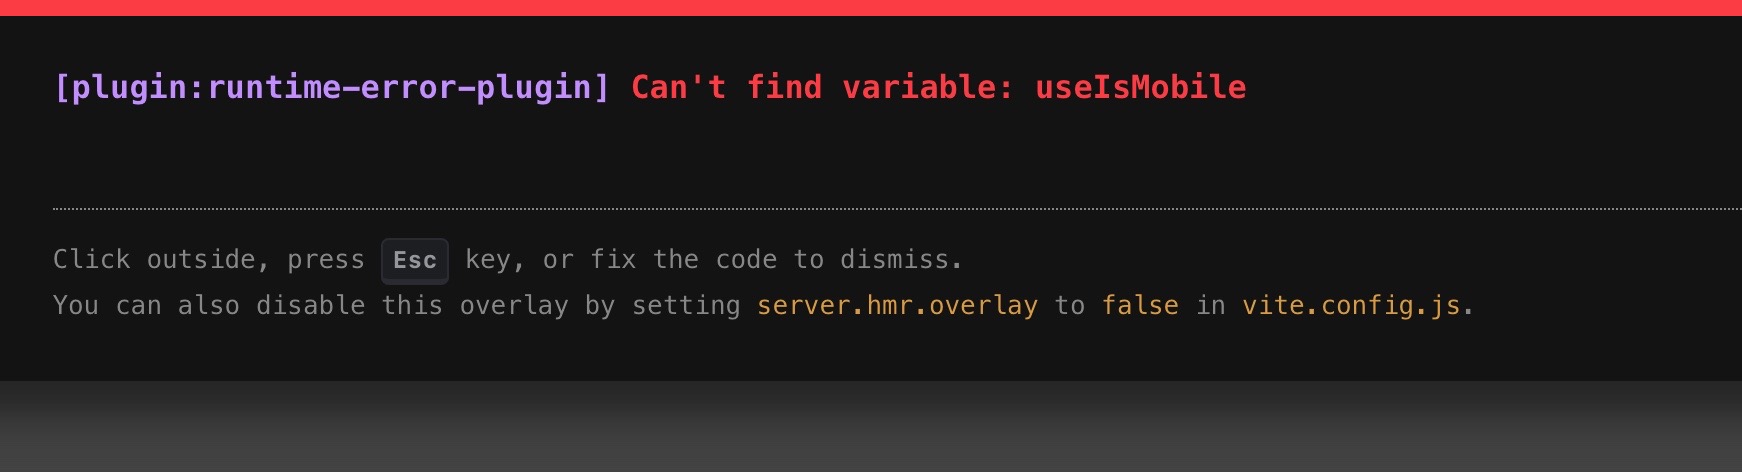 [plugin:runtime-error-plugin] Can't find variable: useIsMobile
Click outside, press Esc key, or fix the code to dismiss.
You can also disable this overlay by setting server.hmr.overlay to false in vite.config.js.